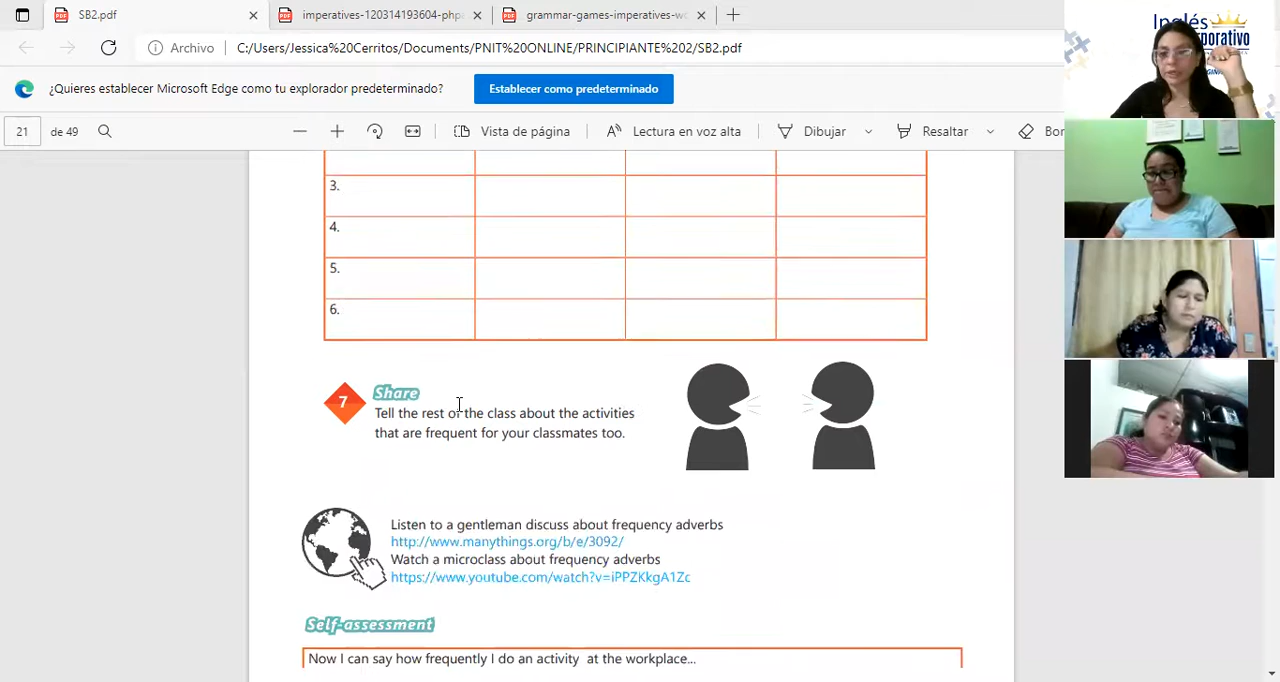 SB2.pdf
imperatives-120314193604-php
grammar-games-imperatives-wo
Archivo
C:/Users/Jessica%20Cerritos/Documents/PNIT%20ONLINE/PRINCIPIANTE%202/SB2.pdf
¿Quieres establecer Microsoft Edge como tu explorador predeterminado?
Establecer como predeterminado
21 de 49
Vista de página
Lectura en voz alta
Dibujar
Resaltar
Bor
Inglés
3.
4.
5.
6.
7
Share
Tell the rest of the class about the activities
that are frequent for your classmates too.
Listen to a gentleman discuss about frequency adverbs
http://www.manythings.org/b/e/3092/
Watch a microclass about frequency adverbs
https://www.youtube.com/watch?v=iPPZKkgA1Zc
Self-assessment
Now I can say how frequently I do an activity at the workplace...